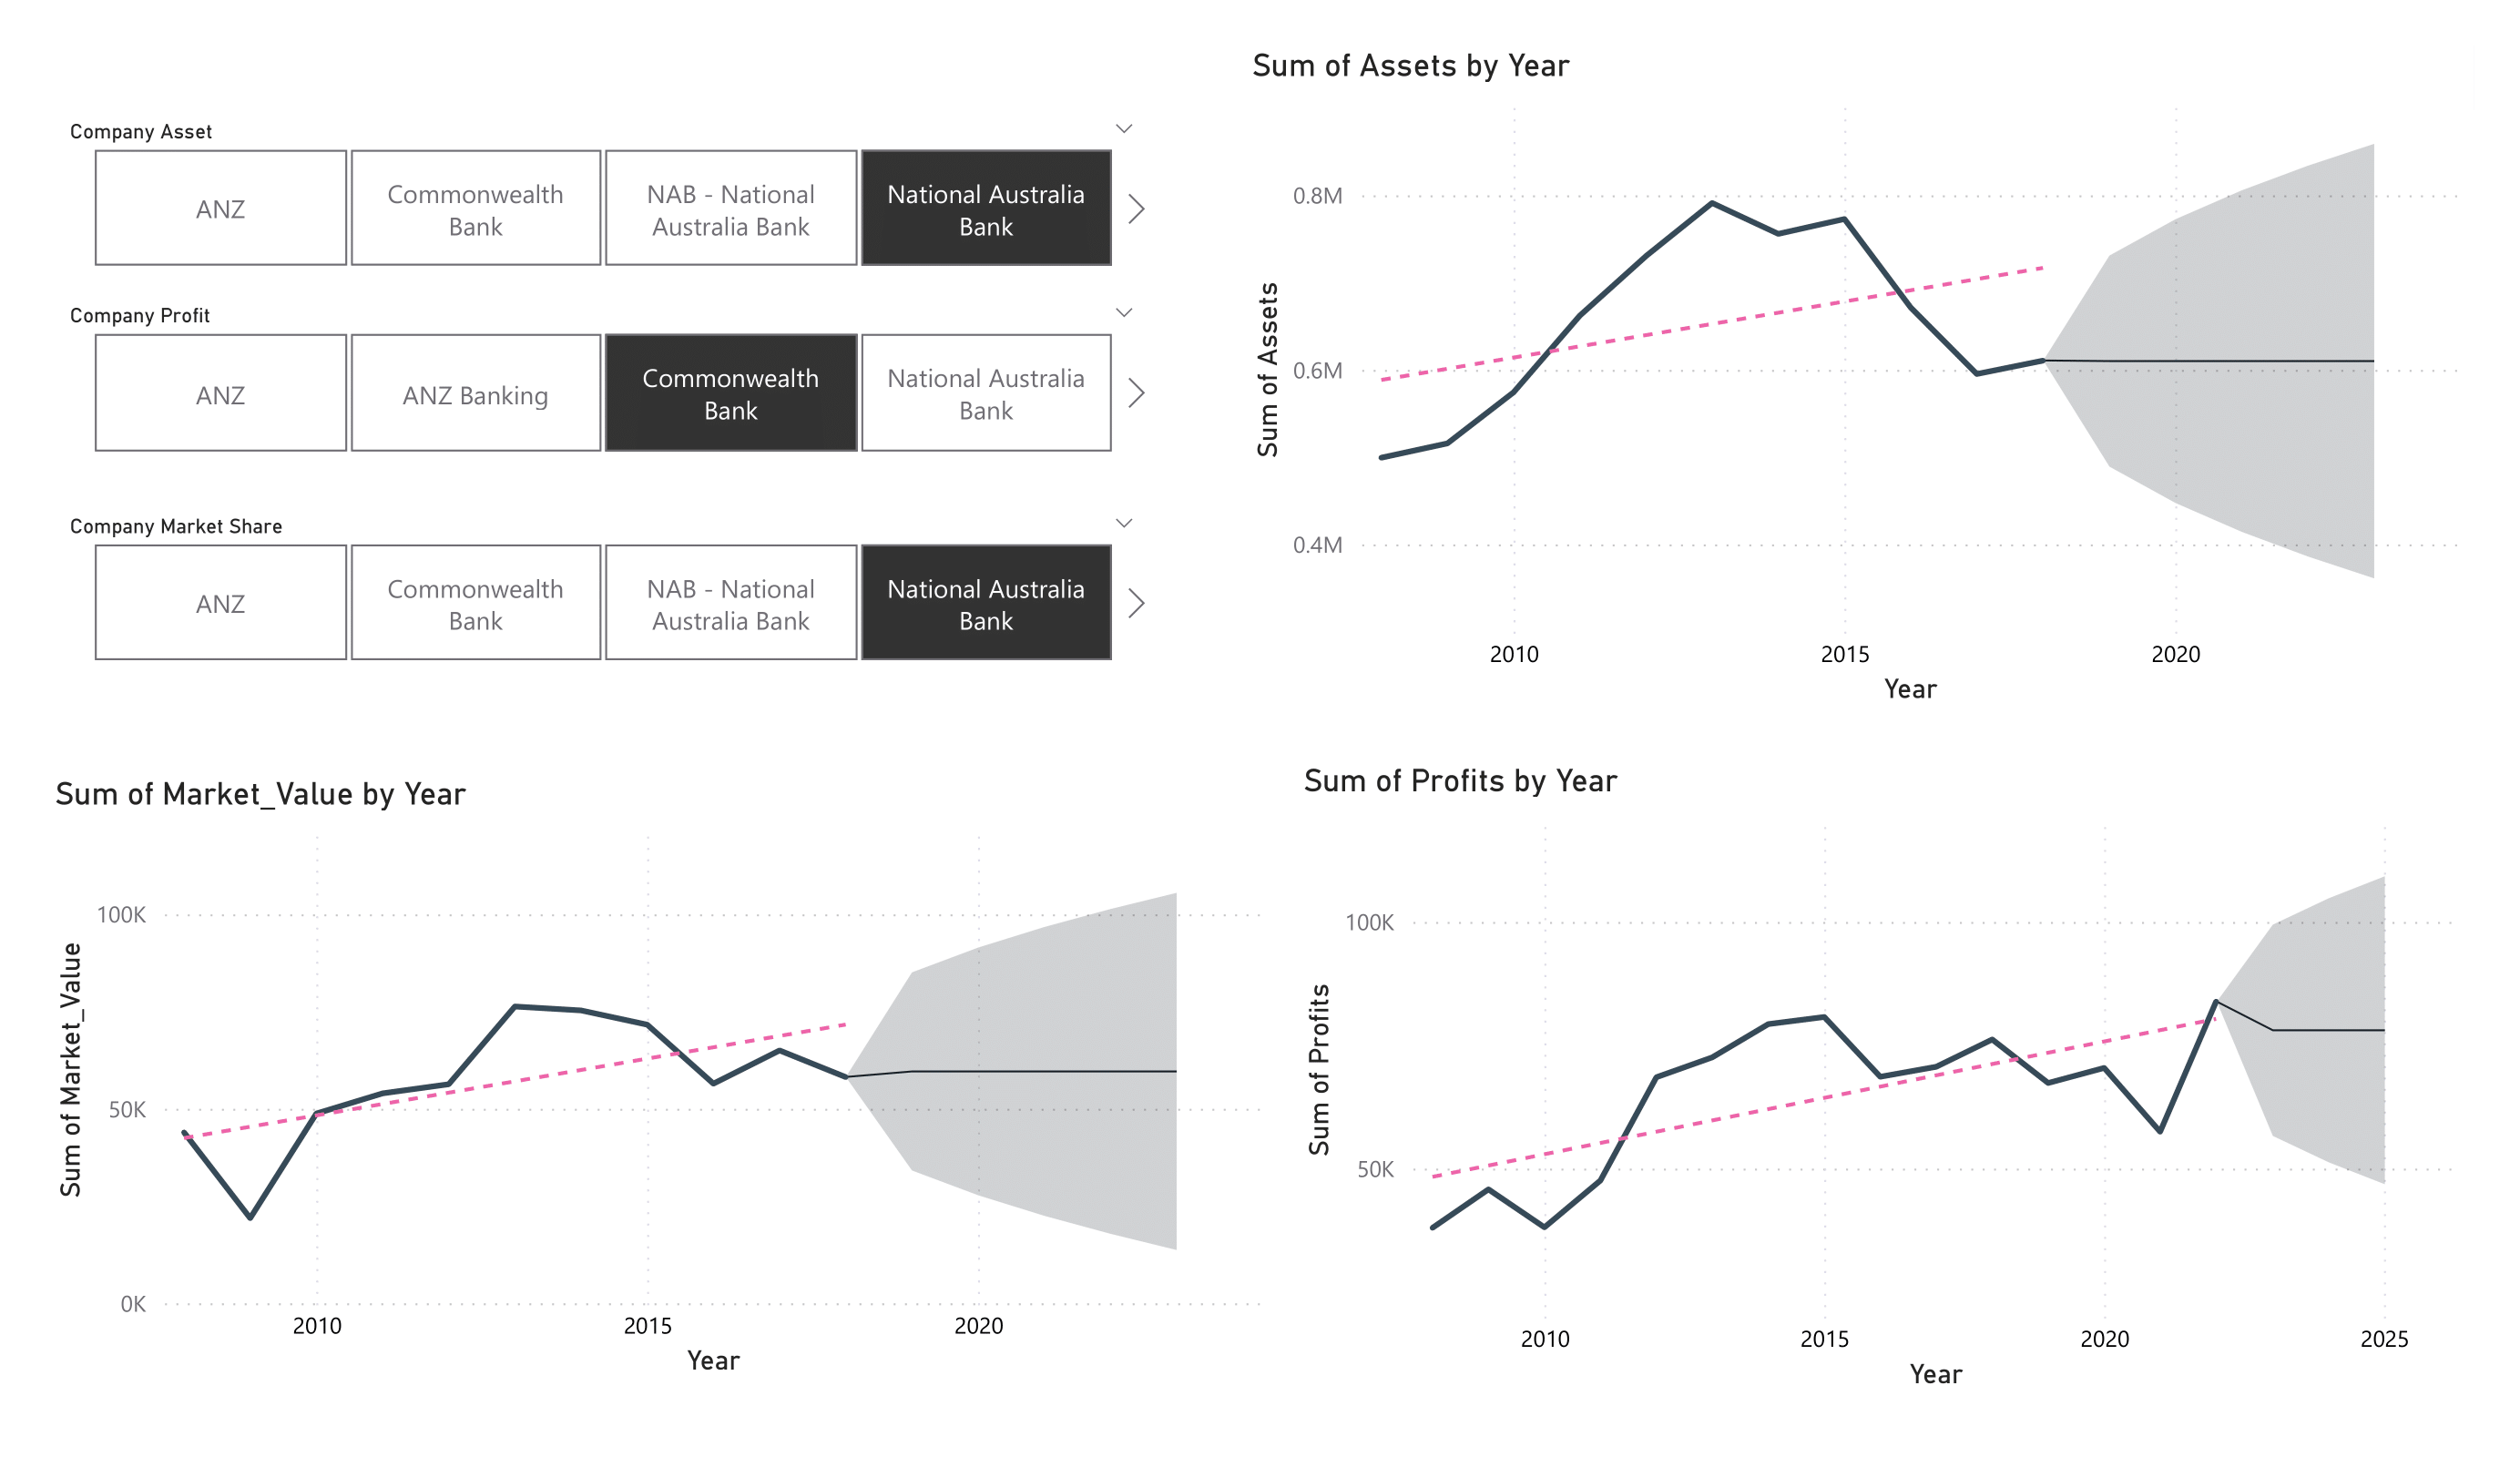 Company Asset
ANZ
Commonwealth
Bank
NAB - National
Australia Bank
National Australia
Bank
Company Profit
ANZ
ANZ Banking
Commonwealth
Bank
National Australia
Bank
Company Market Share
ANZ
Commonwealth
Bank
NAB - National
Australia Bank
National Australia
Bank
Sum of Assets by Year
Sum of Assets
0.8M
0.6M
0.4M
2010
2015
2020
Year
Sum of Market_Value by Year
Sum of Market_Value
100K
50K
0K
2010
2015
2020
Year
Sum of Profits by Year
Sum of Profits
100K
50K
2010
2015
2020
2025
Year